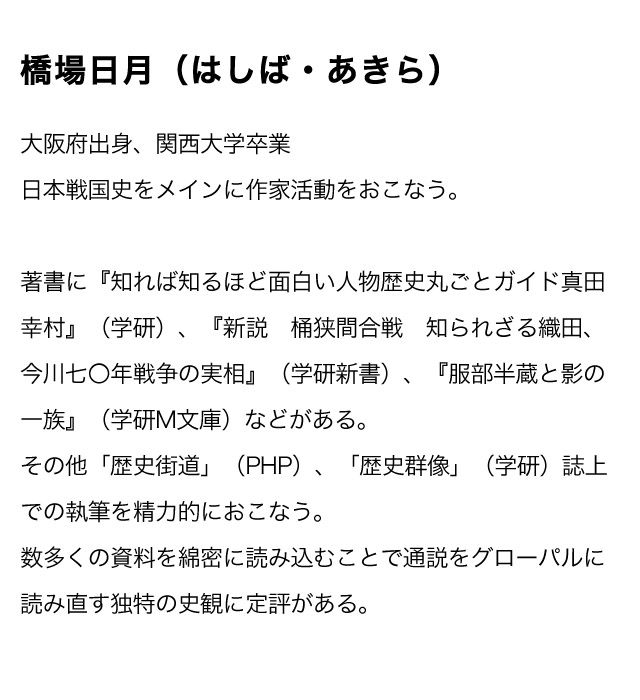 橋場日月（はしば・あきら）
大阪府出身、関西大学卒業
日本戦国史をメインに作家活動をおこなう。
著書に『知れば知るほど面白い人物歴史丸ごとガイド真田
幸村』（学研）、『新説　桶狭間合戦　知られざる織田、
今川七〇年戦争の実相』（学研新書）、『服部半蔵と影の
一族』（学研M文庫）などがある。
その他「歴史街道」（PHP）、「歴史群像」（学研）誌上
での執筆を精力的におこなう。
数多くの資料を綿密に読み込むことで通説をグローパルに
読み直す独特の史観に定評がある。